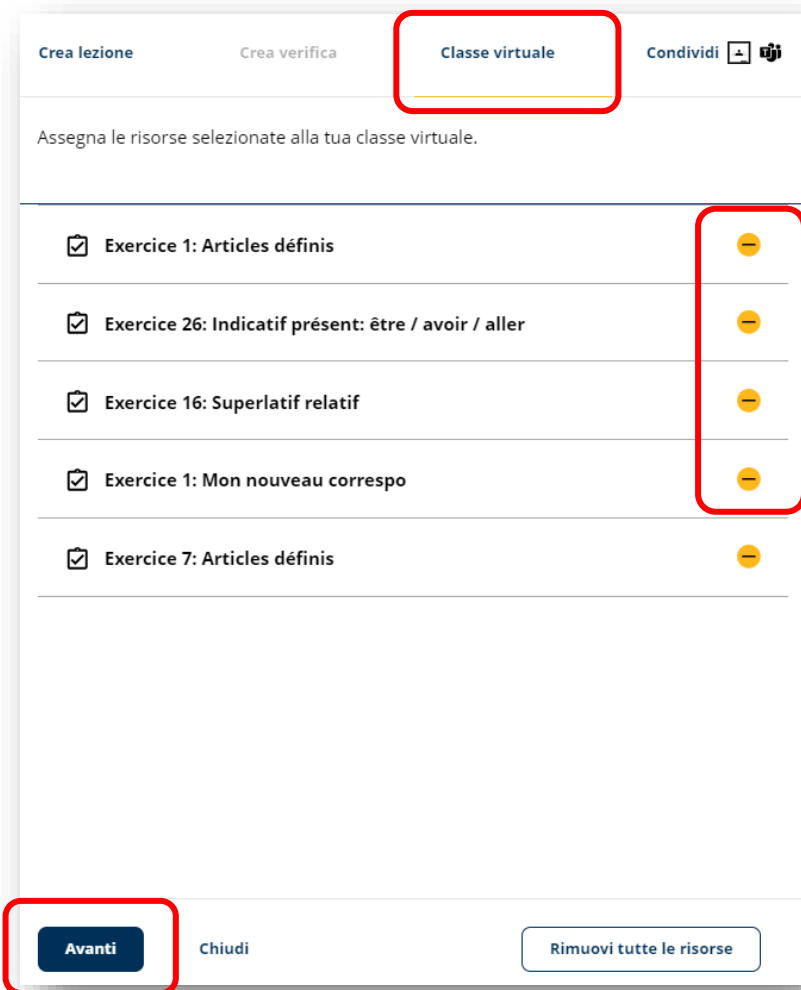 Crea lezione Crea verifica Classe virtuale Condividi
Assegna le risorse selezionate alla tua classe virtuale.
Exercice 1: Articles définis
Exercice 26: Indicatif présent: être / avoir / aller
Exercice 16: Superlatif relatif
Exercice 1: Mon nouveau correspo
Exercice 7: Articles définis
Avanti Chiudi Rimuovi tutte le risorse